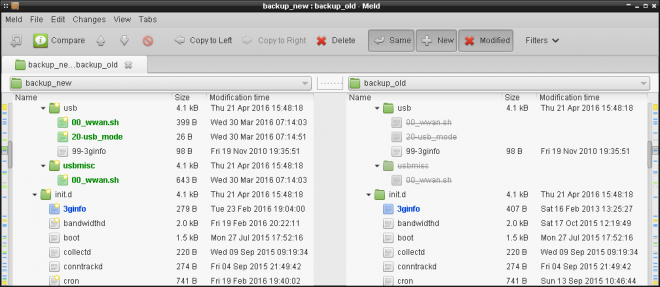 backup_new : backup_old - Meld
Meld File Edit Changes View Tabs
Compare Copy to Left Copy to Right Delete Same New Modified Filters
backup_ne...backup_old
backup_new backup_old
Name Size Modification time Name Size Modification time
usb 4.1 kB Thu 21 Apr 2016 15:48:18 usb 4.1 kB Thu 21 Apr 2016 15:48:18
00_wwan.sh 399 B Wed 30 Mar 2016 07:14:03 00_wwan.sh
20-usb_mode 26 B Wed 30 Mar 2016 07:14:51 20-usb_mode
99-3ginfo 98 B Fri 19 Nov 2010 19:35:51 99-3ginfo 98 B Fri 19 Nov 2010 19:35:51
usbmisc 4.1 kB Thu 21 Apr 2016 15:48:18 usbmisc
00_wwan.sh 643 B Wed 30 Mar 2016 07:14:03 00_wwan.sh
init.d 4.1 kB Thu 21 Apr 2016 15:48:18 init.d 4.1 kB Thu 21 Apr 2016 15:48:18
3ginfo 279 B Tue 23 Feb 2016 19:04:00 3ginfo 407 B Sat 16 Feb 2013 13:25:27
bandwidthd 2.0 kB Fri 19 Feb 2016 20:22:11 bandwidthd 2.0 kB Sat 17 Oct 2015 12:19:49
boot 1.5 kB Mon 27 Jul 2015 17:52:16 boot 1.5 kB Mon 27 Jul 2015 17:52:16
collectd 220 B Wed 09 Sep 2015 09:19:34 collectd 220 B Wed 09 Sep 2015 09:19:34
conntrackd 274 B Fri 04 Sep 2015 21:49:42 conntrackd 274 B Fri 04 Sep 2015 21:49:42
cron 741 B Fri 19 Feb 2016 19:40:02 cron 741 B Sun 13 Sep 2015 10:46:44